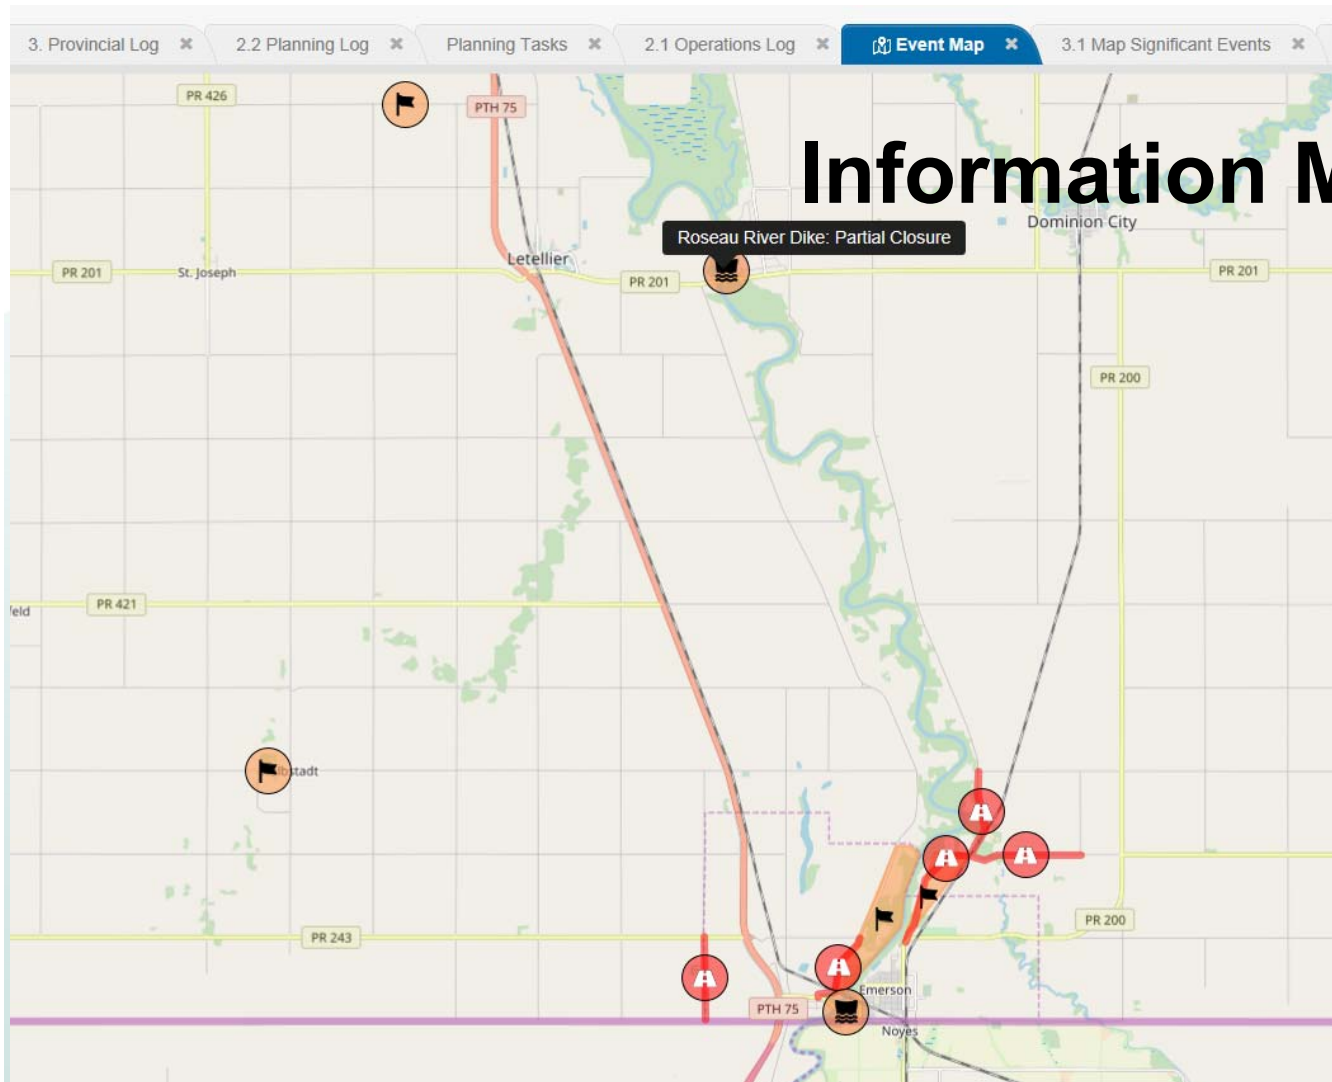 3. Provincial Log ✖ 2.2 Planning Log ✖ Planning Tasks ✖ 2.1 Operations Log ✖ Event Map ✖ 3.1 Map Significant Events ✖
PR 426
PTH 75
Information M
Dominion City
Roseau River Dike: Partial Closure
Letellier
PR 201
St. Joseph
PR 201
PR 201
PR 200
PR 421
feld
bstadt
PR 200
PR 243
Emerson
PTH 75
Noyes